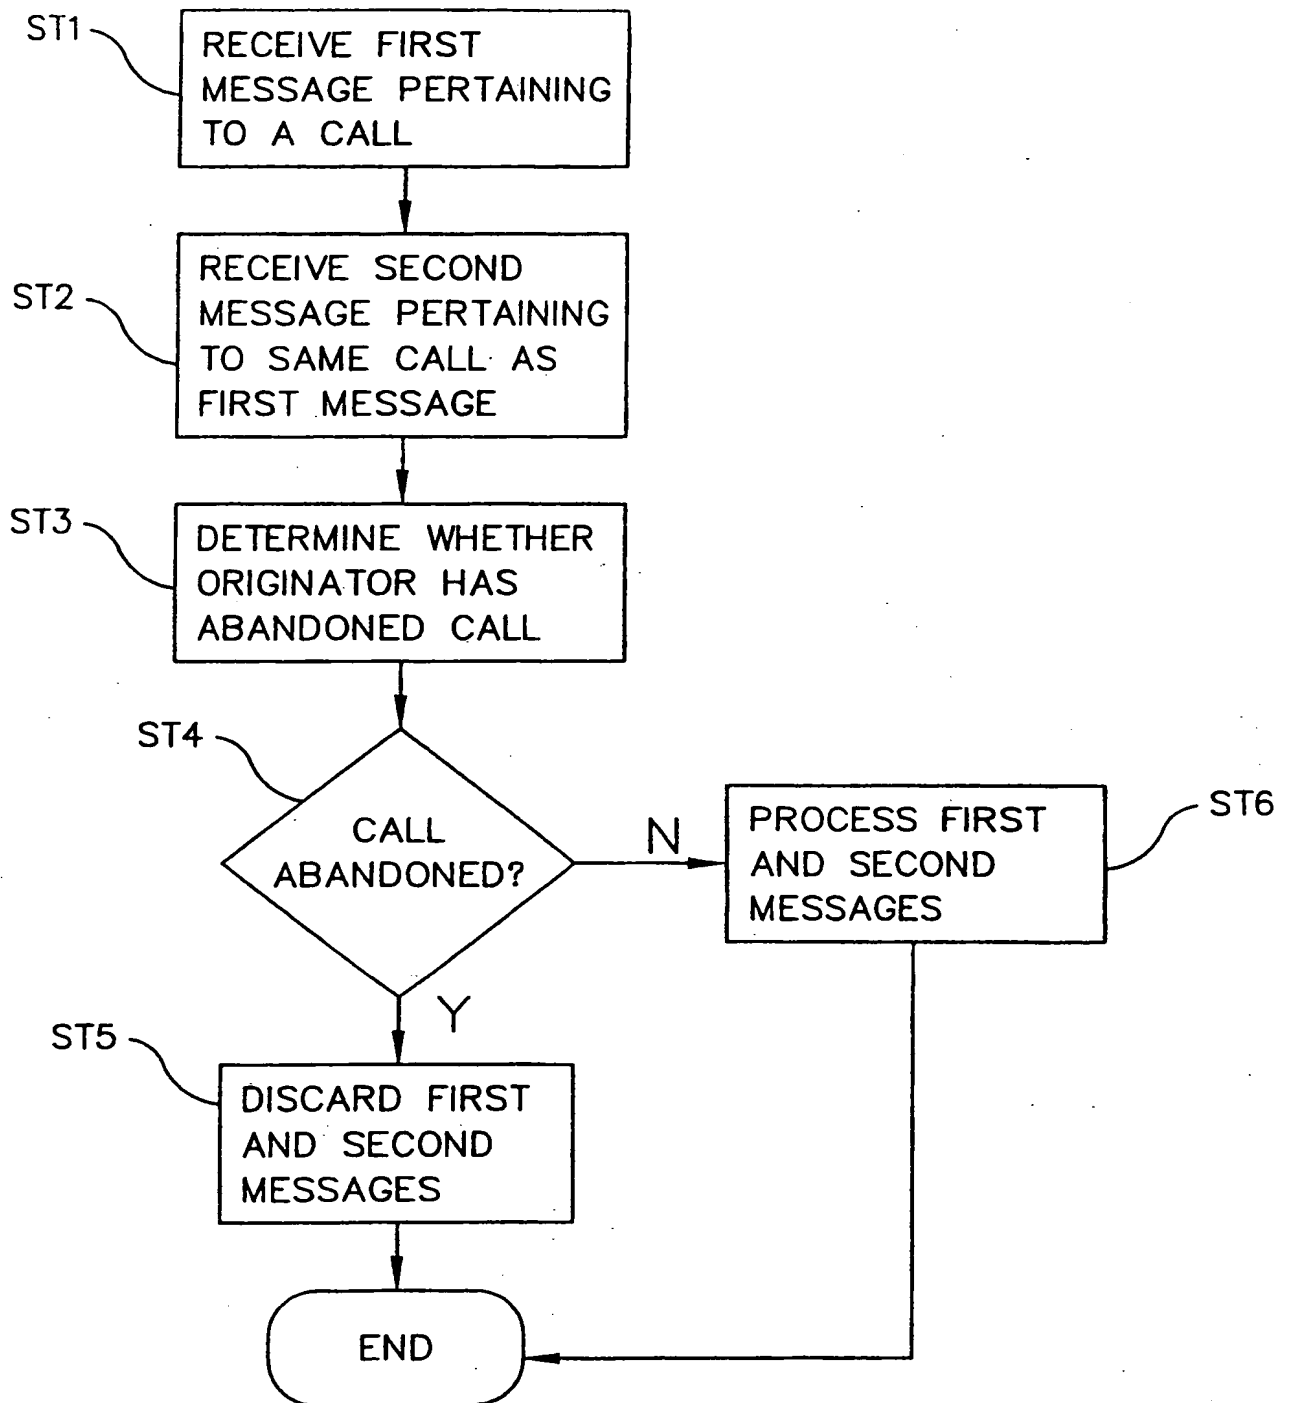 ST1
RECEIVE FIRST
MESSAGE PERTAINING
TO A CALL
ST2
RECEIVE SECOND
MESSAGE PERTAINING
TO SAME CALL AS
FIRST MESSAGE
ST3
DETERMINE WHETHER
ORIGINATOR HAS
ABANDONED CALL
ST4
CALL
ABANDONED?
N
PROCESS FIRST
AND SECOND
MESSAGES
ST6
Y
ST5
DISCARD FIRST
AND SECOND
MESSAGES
END